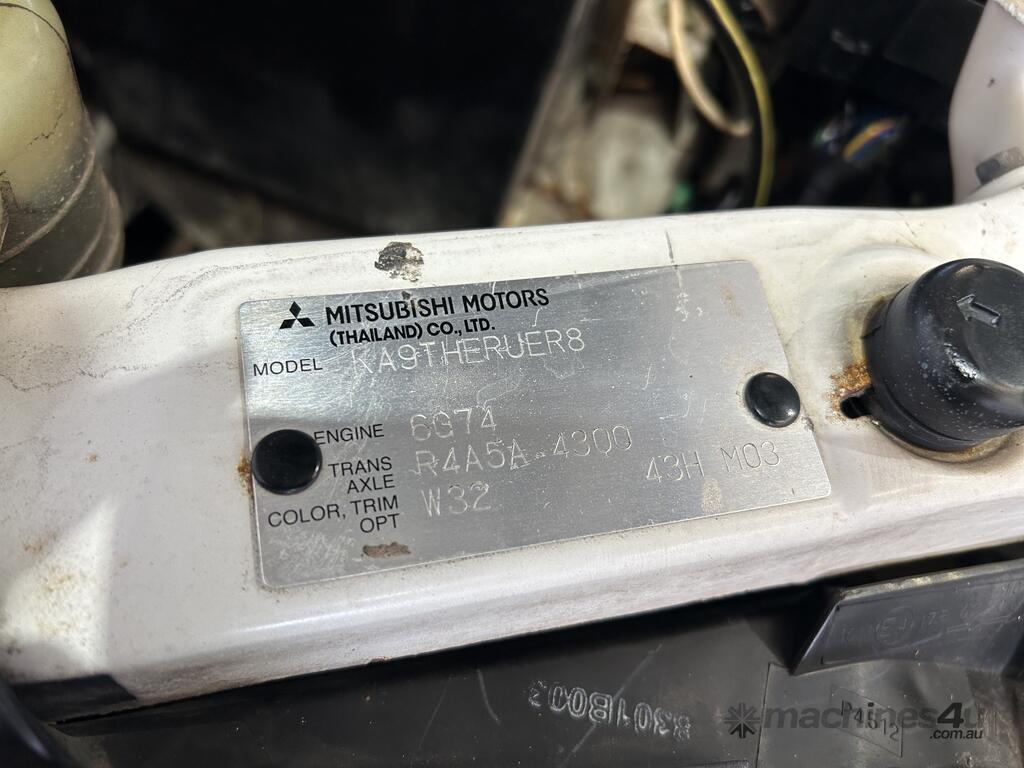 MITSUBISHI MOTORS
(THAILAND) CO., LTD.
MODEL KA9THERUER8
ENGINE 6G74
TRANS AXLE R4A5A 4300
COLOR, TRIM OPT W32 43H M03
8301B003
P4512
machines4u
.com.au